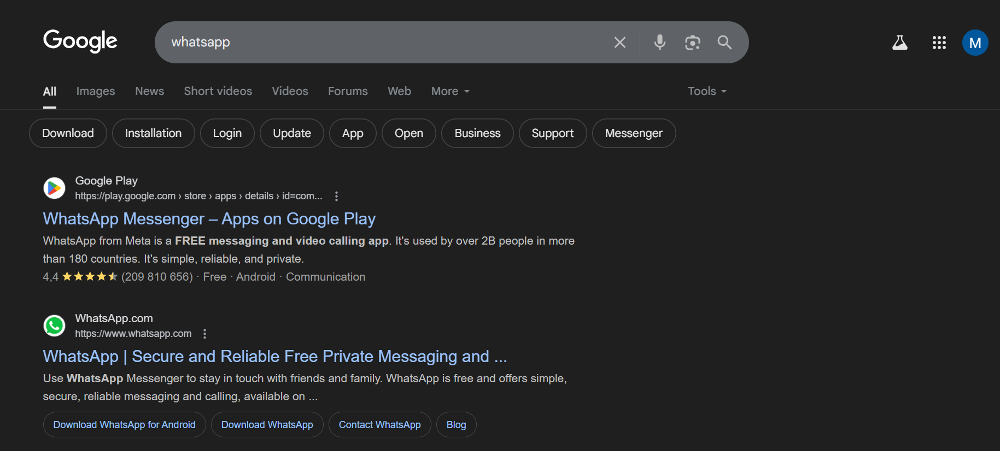 Google
whatsapp
M
All Images News Short videos Videos Forums Web More Tools
Download Installation Login Update App Open Business Support Messenger
Google Play
https://play.google.com › store › apps › details › id=com...
WhatsApp Messenger – Apps on Google Play
WhatsApp from Meta is a FREE messaging and video calling app. It's used by over 2B people in more
than 180 countries. It's simple, reliable, and private.
4,4 (209 810 656) · Free · Android · Communication
WhatsApp.com
https://www.whatsapp.com
WhatsApp | Secure and Reliable Free Private Messaging and ...
Use WhatsApp Messenger to stay in touch with friends and family. WhatsApp is free and offers simple,
secure, reliable messaging and calling, available on ...
Download WhatsApp for Android Download WhatsApp Contact WhatsApp Blog